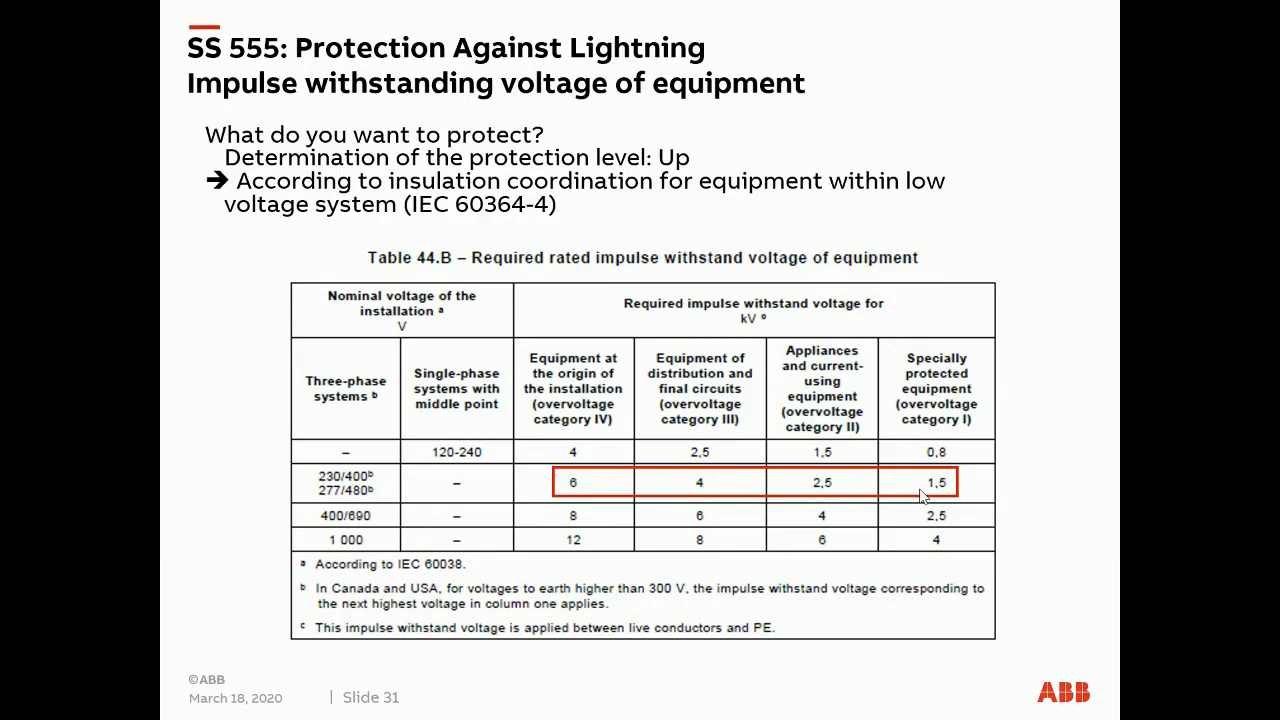 SS 555: Protection Against Lightning
Impulse withstanding voltage of equipment
What do you want to protect?
Determination of the protection level: Up
➔ According to insulation coordination for equipment within low
voltage system (IEC 60364-4)
Table 44.B – Required rated impulse withstand voltage of equipment
Nominal voltage of the
installation ᵃ
V
Required impulse withstand voltage for
kV ᶜ
Three-phase
systems ᵇ
Single-phase
systems with
middle point
Equipment at
the origin of
the installation
(overvoltage
category IV)
Equipment of
distribution and
final circuits
(overvoltage
category III)
Appliances
and current-
using
equipment
(overvoltage
category II)
Specially
protected
equipment
(overvoltage
category I)
– 120-240 4 2,5 1,5 0,8
230/400ᵇ
277/480ᵇ
– 6 4 2,5 1,5
400/690 – 8 6 4 2,5
1 000 – 12 8 6 4
ᵃ According to IEC 60038.
ᵇ In Canada and USA, for voltages to earth higher than 300 V, the impulse withstand voltage corresponding to
the next highest voltage in column one applies.
ᶜ This impulse withstand voltage is applied between live conductors and PE.
©ABB
March 18, 2020 | Slide 31
ABB